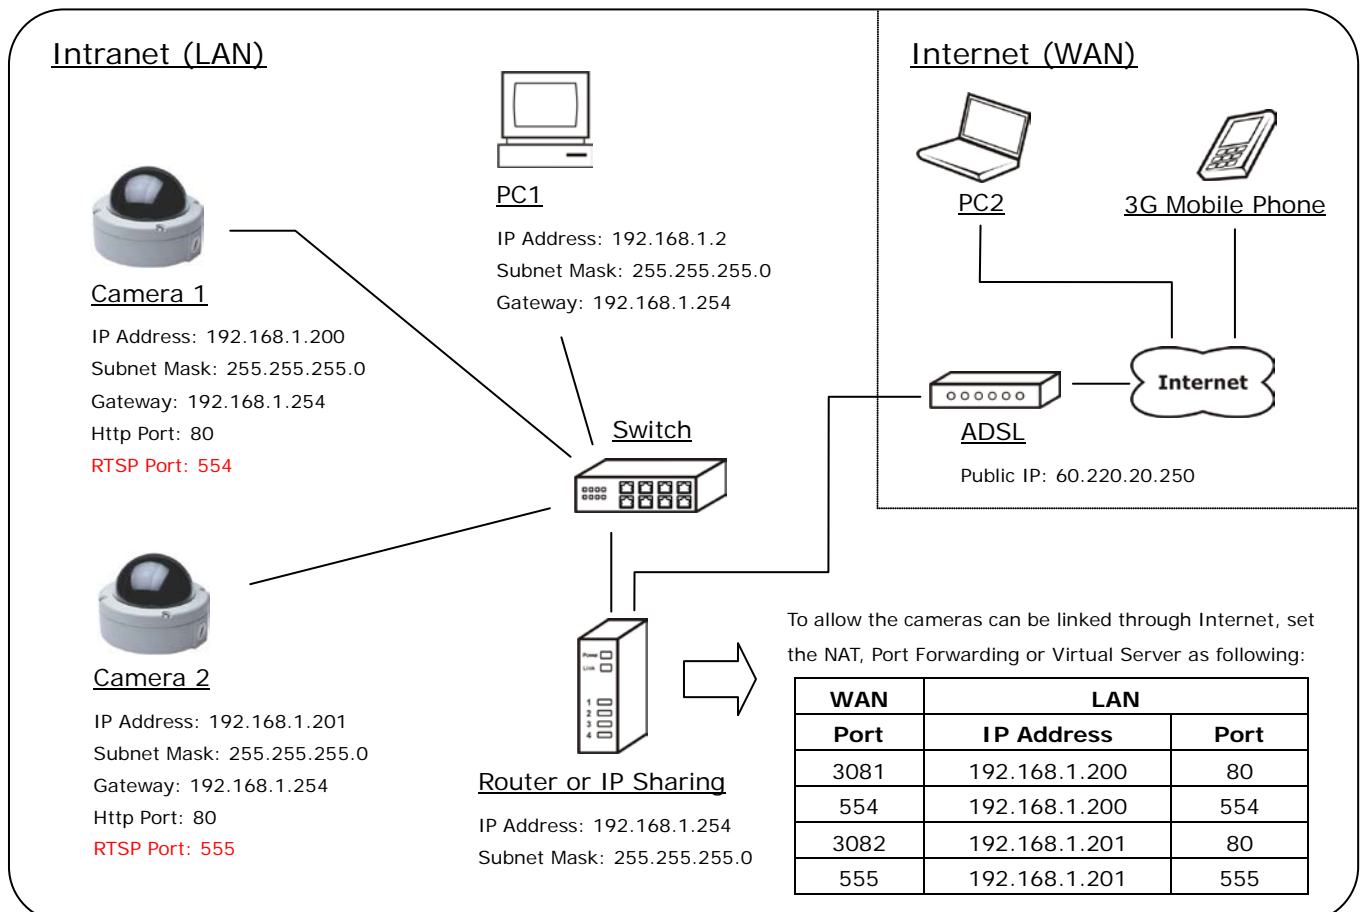 Intranet (LAN)
Internet (WAN)
PC1
IP Address: 192.168.1.2
Subnet Mask: 255.255.255.0
Gateway: 192.168.1.254
PC2
3G Mobile Phone
Camera 1
IP Address: 192.168.1.200
Subnet Mask: 255.255.255.0
Gateway: 192.168.1.254
Http Port: 80
RTSP Port: 554
Internet
ADSL
Public IP: 60.220.20.250
Switch
Camera 2
IP Address: 192.168.1.201
Subnet Mask: 255.255.255.0
Gateway: 192.168.1.254
Http Port: 80
RTSP Port: 555
Power
Link
1
2
3
4
Router or IP Sharing
IP Address: 192.168.1.254
Subnet Mask: 255.255.255.0
To allow the cameras can be linked through Internet, set
the NAT, Port Forwarding or Virtual Server as following:
WAN LAN
Port IP Address Port
3081 192.168.1.200 80
554 192.168.1.200 554
3082 192.168.1.201 80
555 192.168.1.201 555